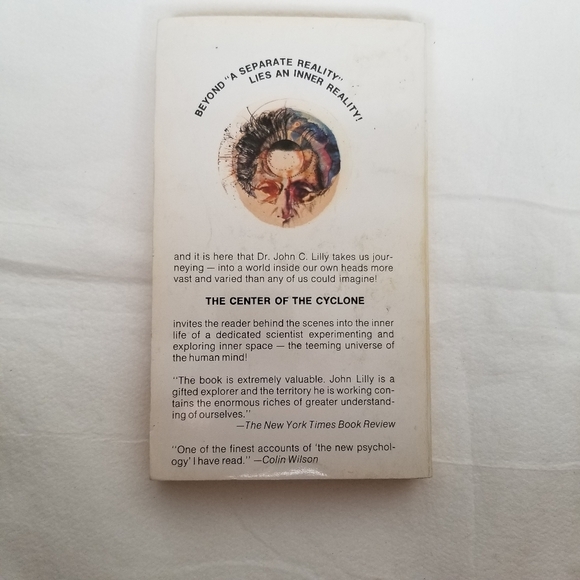 BEYOND "A SEPARATE REALITY"
LIES AN INNER REALITY!
and it is here that Dr. John C. Lilly takes us jour-
neying — into a world inside our own heads more
vast and varied than any of us could imagine!
THE CENTER OF THE CYCLONE
invites the reader behind the scenes into the inner
life of a dedicated scientist experimenting and
exploring inner space — the teeming universe of
the human mind!
"The book is extremely valuable. John Lilly is a
gifted explorer and the territory he is working con-
tains the enormous riches of greater understand-
ing of ourselves."
—The New York Times Book Review
"One of the finest accounts of 'the new psychol-
ogy' I have read." —Colin Wilson